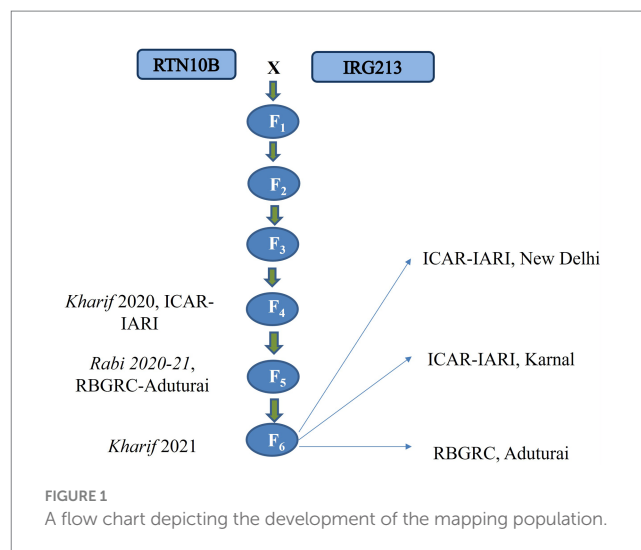 RTN10B X IRG213
F1
F2
F3
ICAR-IARI, New Delhi
Kharif 2020, ICAR-
IARI
F4
ICAR-IARI, Karnal
Rabi 2020-21,
RBGRC-Aduturai
F5
Kharif 2021
F6
RBGRC, Aduturai
FIGURE 1
A flow chart depicting the development of the mapping population.